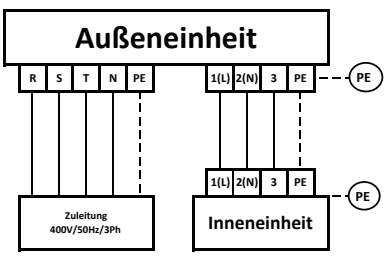 Außeneinheit
R S T N PE 1(L) 2(N) 3 PE PE
1(L) 2(N) 3 PE PE
Zuleitung
400V/50Hz/3Ph
Inneneinheit